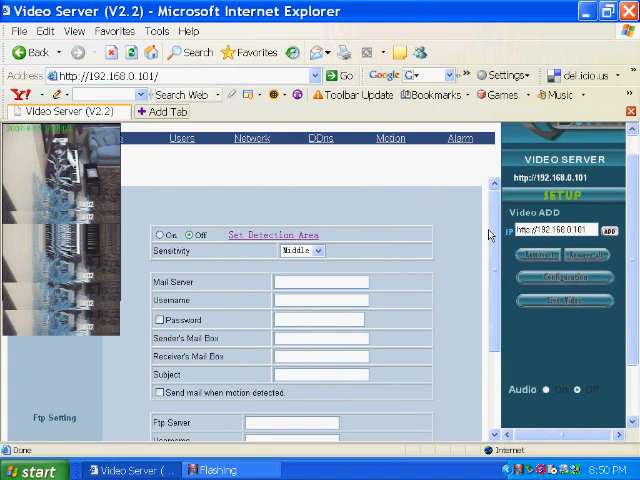 Video Server (V2.2) - Microsoft Internet Explorer
File Edit View Favorites Tools Help
Back Search Favorites
Address http://192.168.0.101/ Go Google Settings del.icio.us
Y! Search Web Toolbar Update Bookmarks Games Music
Video Server (V2.2) Add Tab
Users Network DDns Motion Alarm
VIDEO SERVER
http://192.168.0.101
SETUP
Video ADD
IP http://192.168.0.101 ADD
Remove 1 Remove all
Configuration
Live Video
Audio On Off
On Off Set Detection Area
Sensitivity Middle
Mail Server
Username
Password
Sender's Mail Box
Receiver's Mail Box
Subject
Send mail when motion detected.
Ftp Setting
Ftp Server
Username
Done Internet
start Video Server (... Flashing 8:50 PM